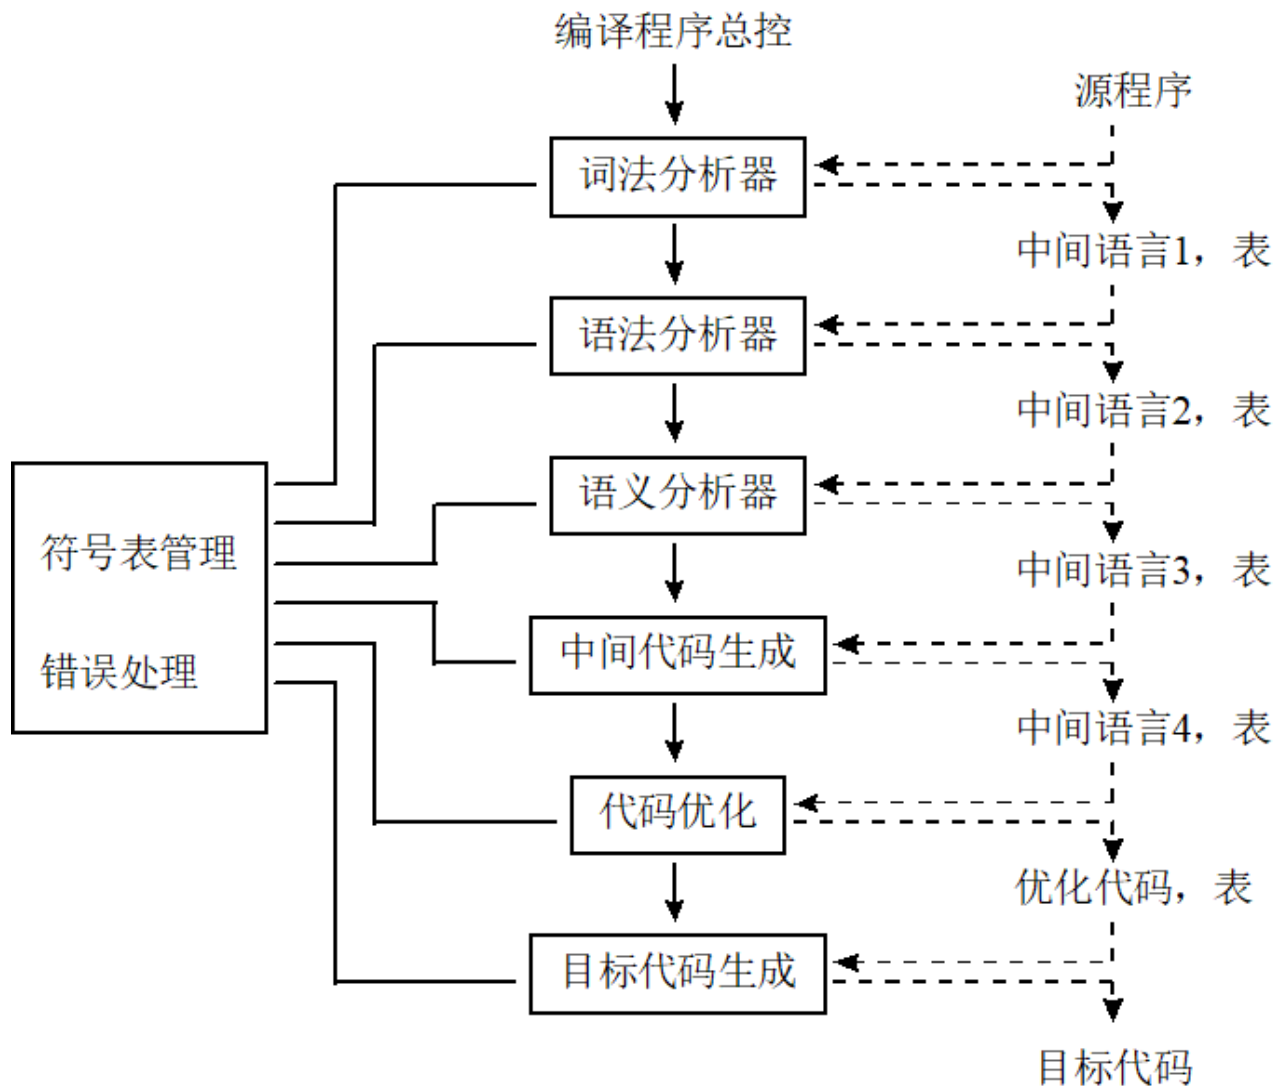 编译程序总控
源程序
词法分析器
中间语言1，表
语法分析器
中间语言2，表
语义分析器
符号表管理
中间语言3，表
中间代码生成
错误处理
中间语言4，表
代码优化
优化代码，表
目标代码生成
目标代码